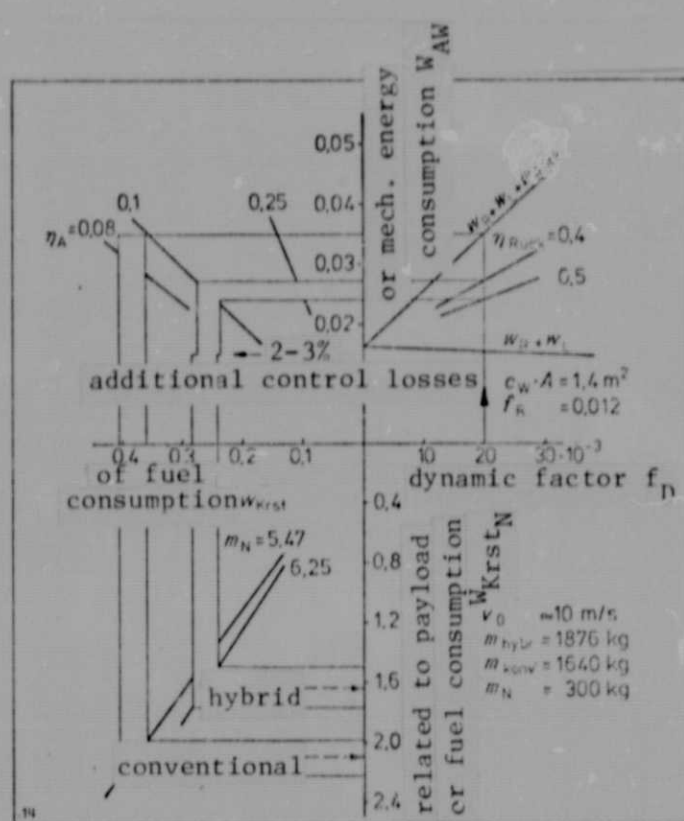 or mech. energy
consumption W_AW
0,05
0,04
0,03
0,02
0,1
0,25
η_A=0,08
η_Rück=0,4
0,5
2-3%
w_R+w_L
additional control losses
c_W·A=1,4 m²
f_R =0,012
0,4
0,3
0,2
0,1
10
20
30·10⁻³
of fuel
consumption w_Krst
dynamic factor f_D
0,4
0,8
1,2
1,6
2,0
2,4
m_N=5,47
6,25
related to payload
or fuel consumption
W_Krst_N
v_0 ≈10 m/s
m_hybr =1876 kg
m_konv =1640 kg
m_N = 300 kg
hybrid
conventional
14